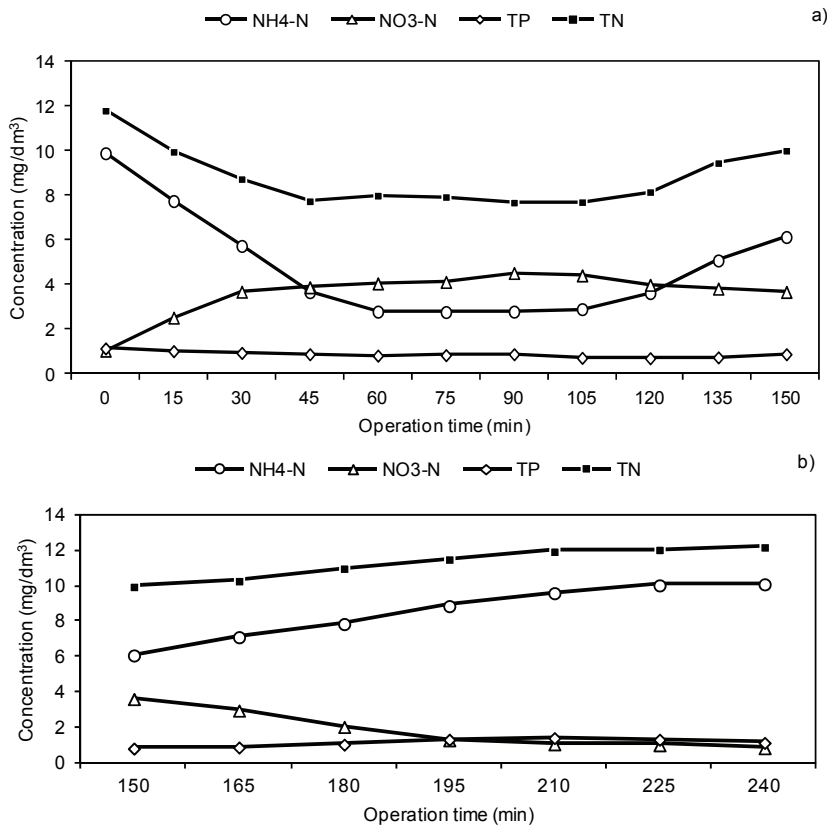 a)
NH4-N NO3-N TP TN
14
12
10
8
6
4
2
0
Concentration (mg/dm³)
0 15 30 45 60 75 90 105 120 135 150
Operation time (min)
b)
NH4-N NO3-N TP TN
14
12
10
8
6
4
2
0
Concentration (mg/dm³)
150 165 180 195 210 225 240
Operation time (min)